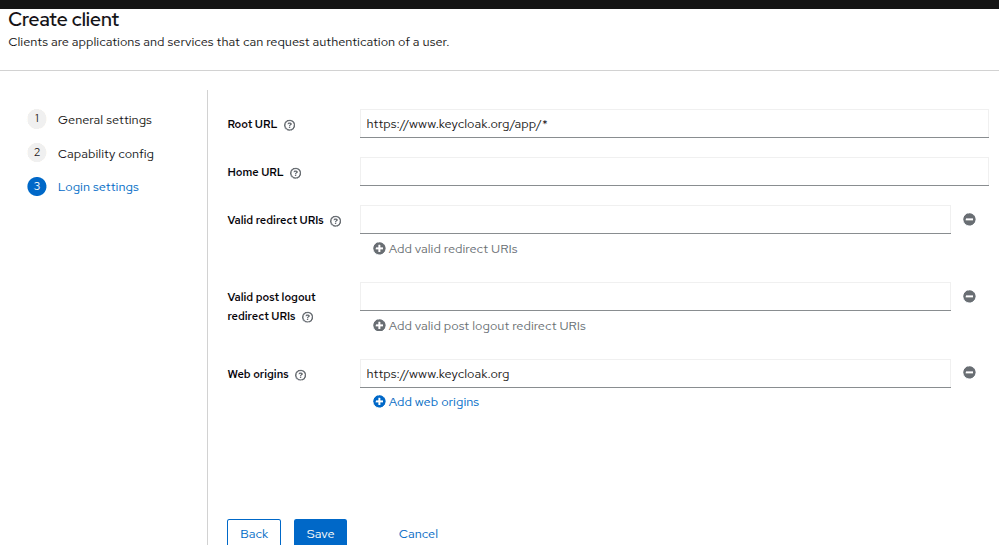 Create client
Clients are applications and services that can request authentication of a user.
1 General settings
2 Capability config
3 Login settings
Root URL ? https://www.keycloak.org/app/*
Home URL ?
Valid redirect URIs ?
Add valid redirect URIs
Valid post logout
redirect URIs ?
Add valid post logout redirect URIs
Web origins ? https://www.keycloak.org
Add web origins
Back Save Cancel